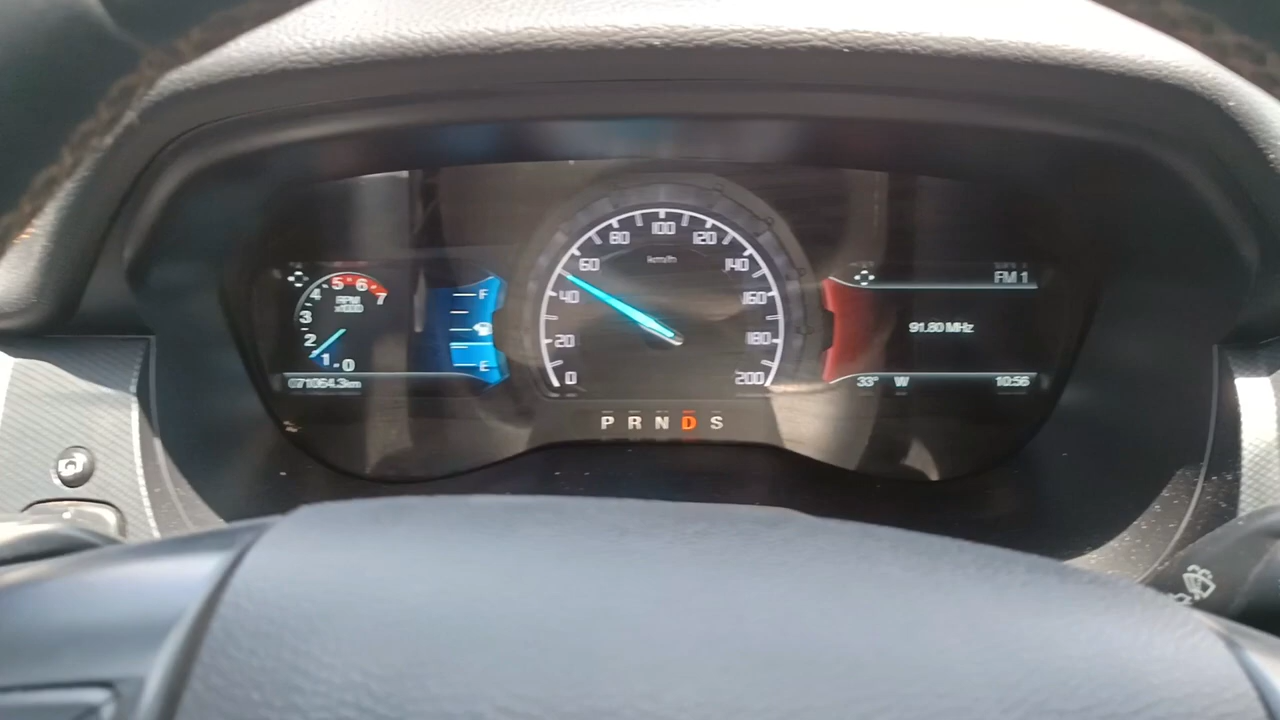 4 5 6 7
3
2
1 0
RPM
x1000
071064.3km
F
E
0 20 40 60 80 100 120 140 160 180 200
km/h
P R N D S
FM 1
91.80 MHz
33° W 10:56